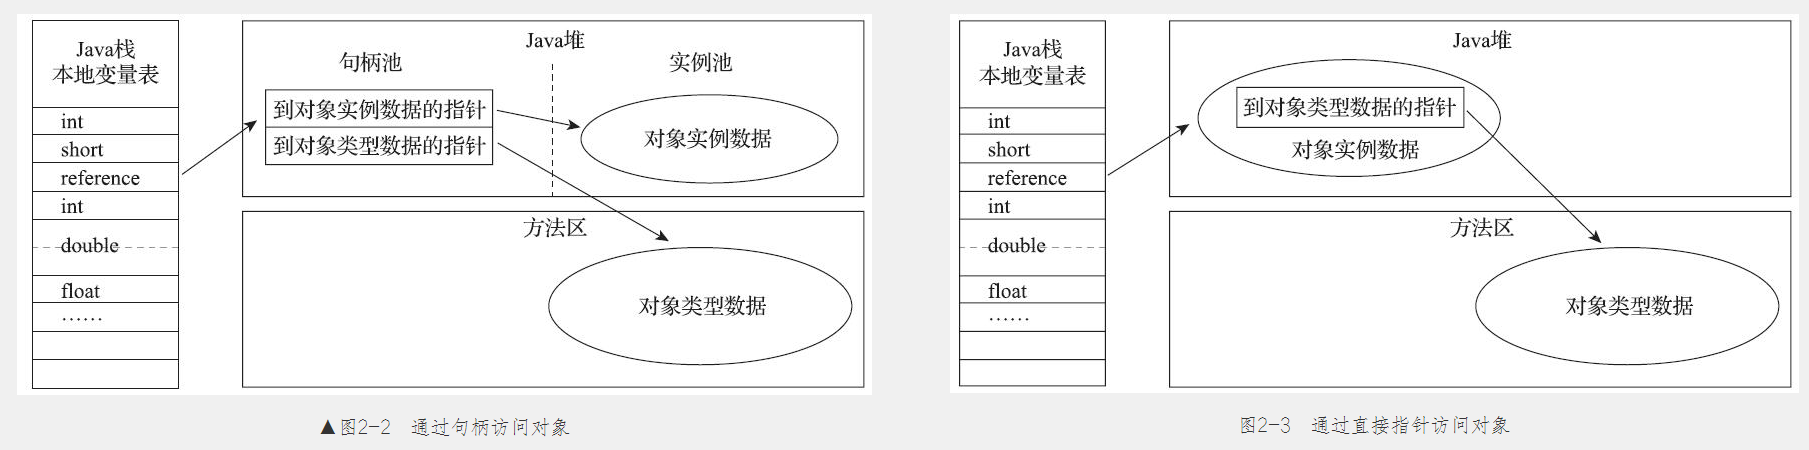 Java栈
本地变量表
int
short
reference
int
double
float
……
Java堆
句柄池
实例池
到对象实例数据的指针
到对象类型数据的指针
对象实例数据
方法区
对象类型数据
▲图2-2 通过句柄访问对象
Java栈
本地变量表
int
short
reference
int
double
float
……
Java堆
到对象类型数据的指针
对象实例数据
方法区
对象类型数据
图2-3 通过直接指针访问对象